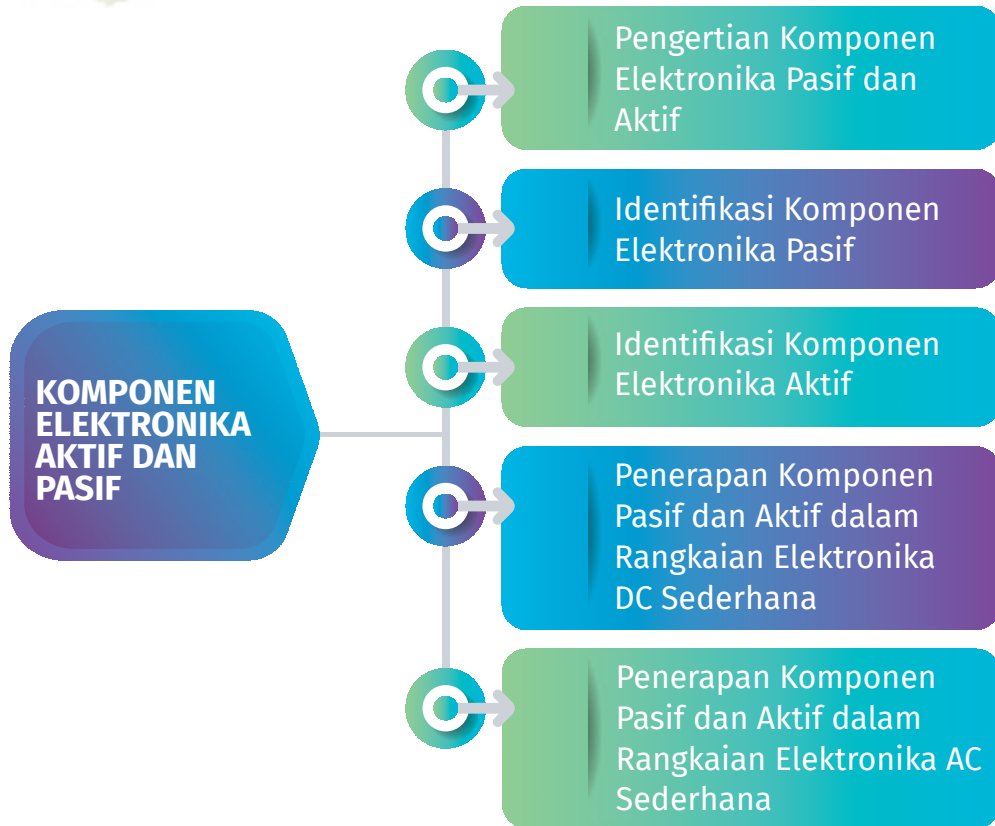 KOMPONEN
ELEKTRONIKA
AKTIF DAN
PASIF
Pengertian Komponen
Elektronika Pasif dan
Aktif
Identifikasi Komponen
Elektronika Pasif
Identifikasi Komponen
Elektronika Aktif
Penerapan Komponen
Pasif dan Aktif dalam
Rangkaian Elektronika
DC Sederhana
Penerapan Komponen
Pasif dan Aktif dalam
Rangkaian Elektronika AC
Sederhana